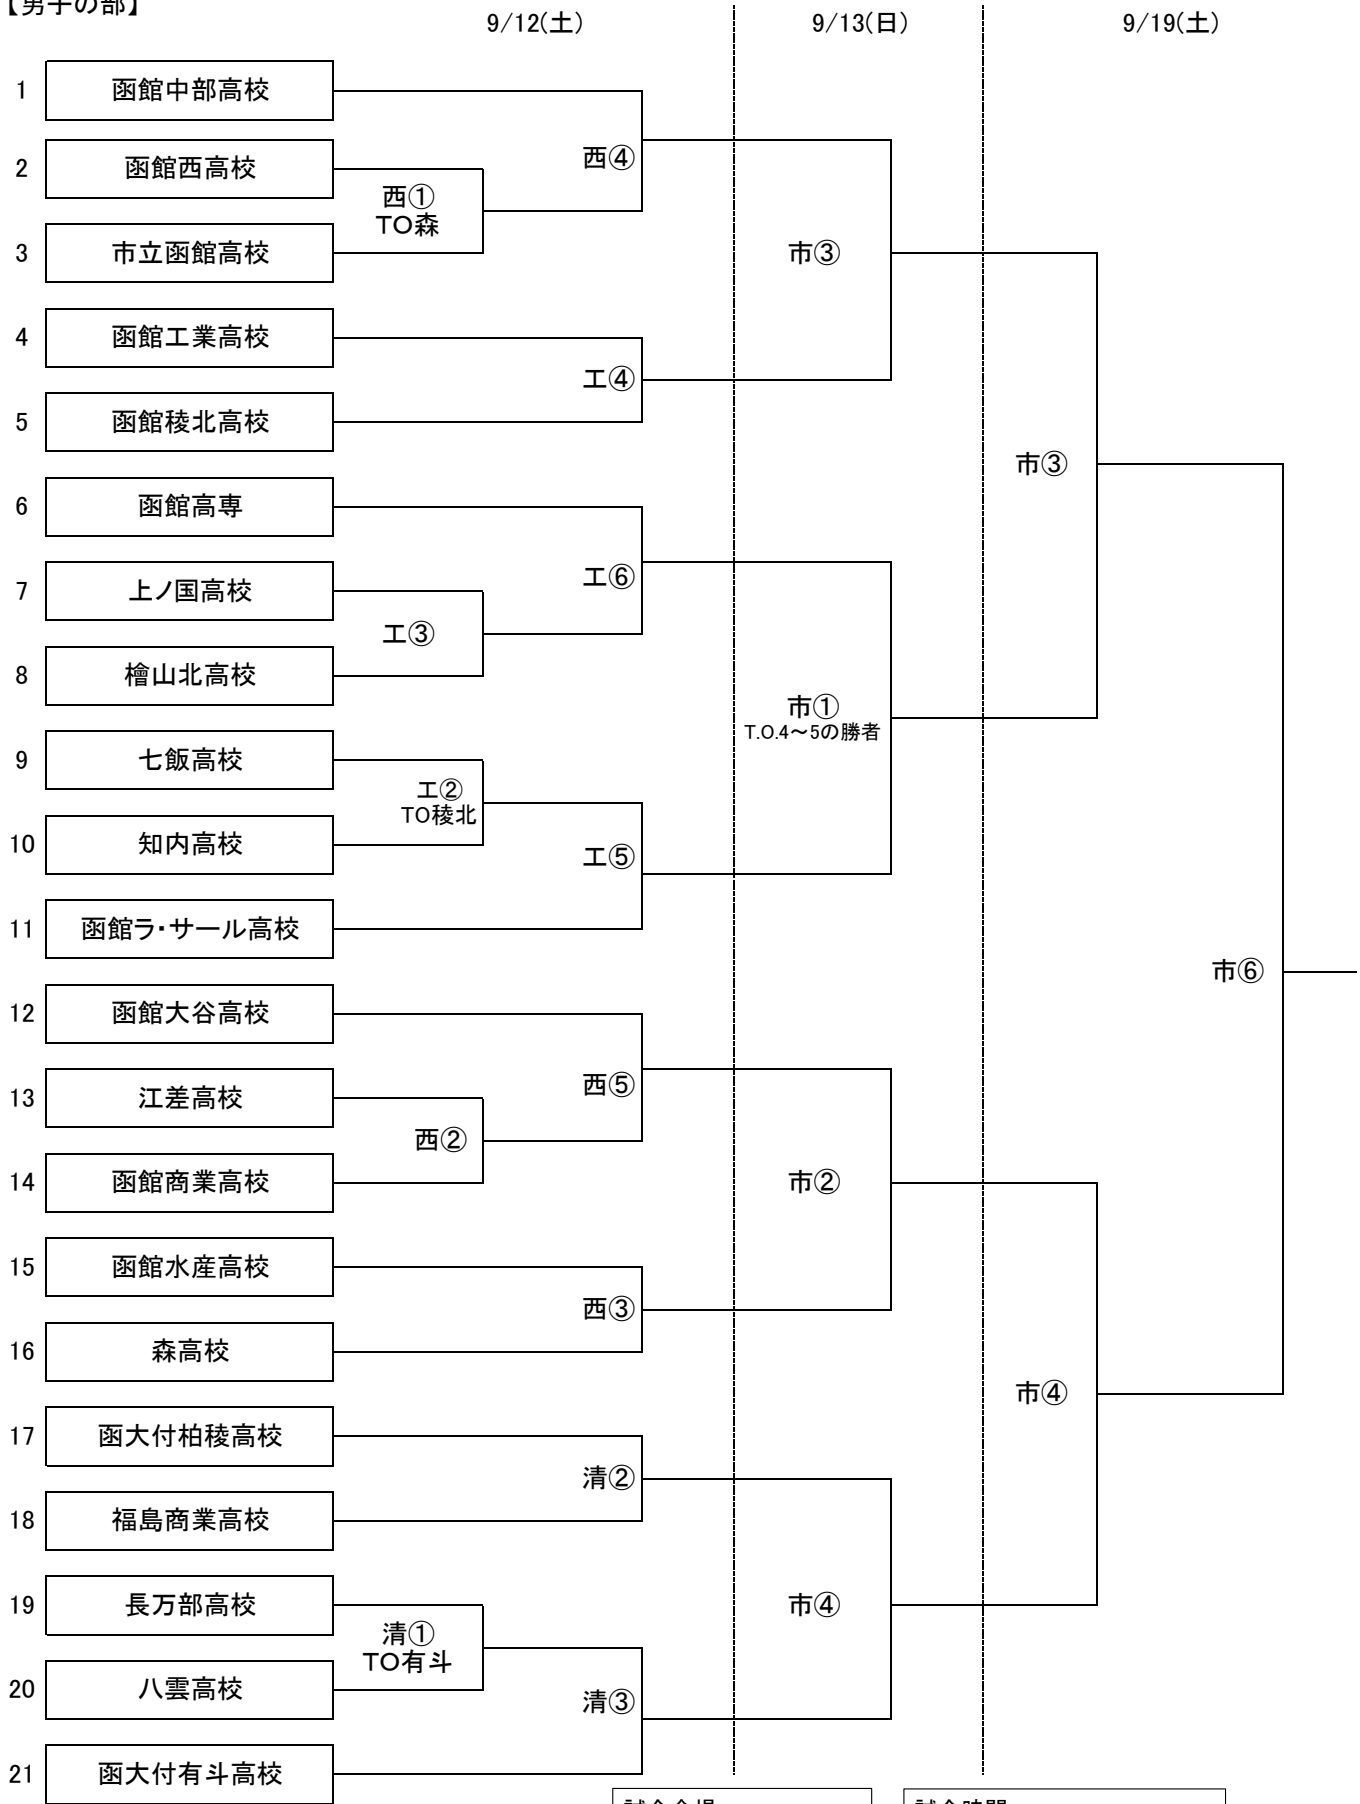 【男子の部】
9/12(土) 9/13(日) 9/19(土)
1 函館中部高校
西④
2 函館西高校
西①
TO森
3 市立函館高校
市③
4 函館工業高校
工④
5 函館稜北高校
市③
6 函館高専
工⑥
7 上ノ国高校
工③
8 檜山北高校
市①
T.O.4～5の勝者
9 七飯高校
工②
TO稜北
10 知内高校
工⑤
11 函館ラ・サール高校
市⑥
12 函館大谷高校
西⑤
13 江差高校
西②
14 函館商業高校
市②
15 函館水産高校
西③
16 森高校
市④
17 函大付柏稜高校
清②
18 福島商業高校
19 長万部高校
市④
清①
TO有斗
20 八雲高校
清③
21 函大付有斗高校